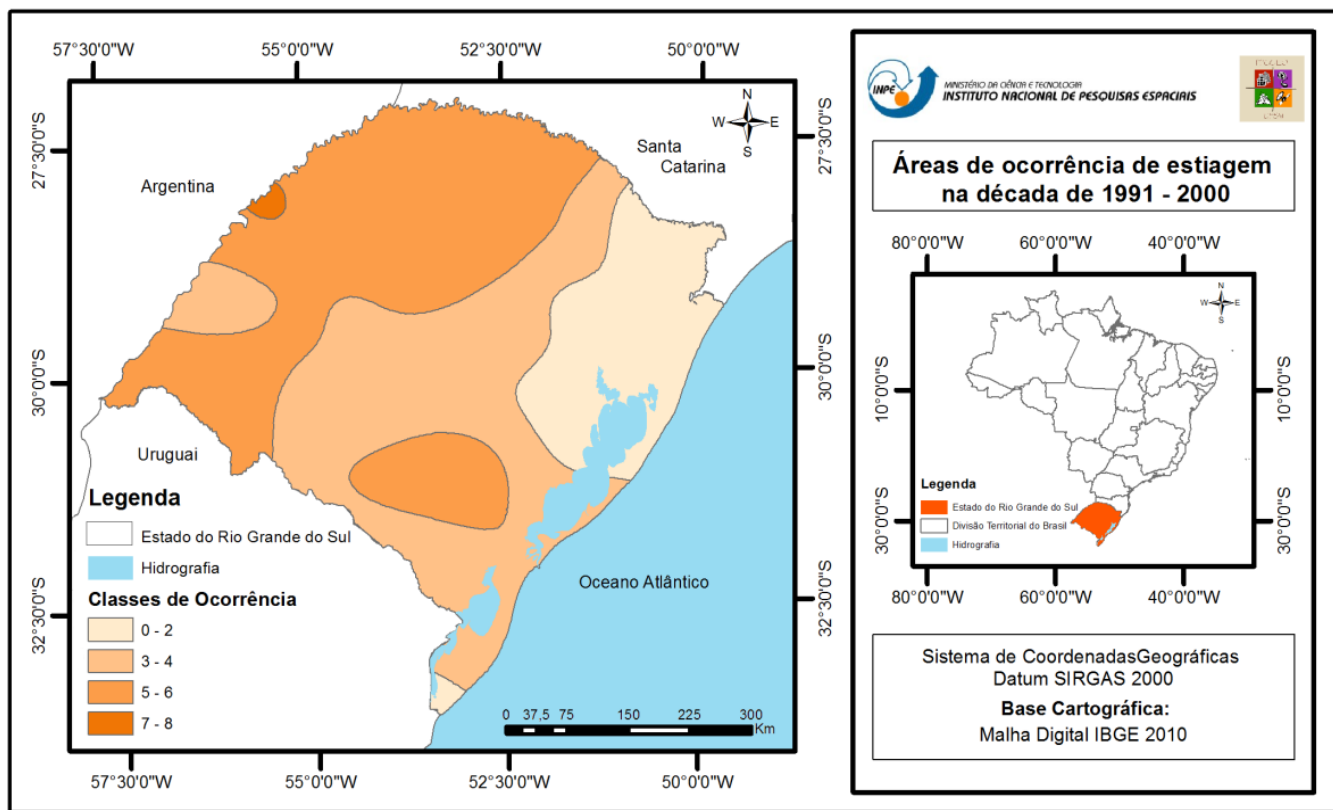 57°30'0"W
55°0'0"W
52°30'0"W
50°0'0"W
27°30'0"S
30°0'0"S
32°30'0"S
27°30'0"S
30°0'0"S
32°30'0"S
57°30'0"W
55°0'0"W
52°30'0"W
50°0'0"W
N
W E
S
Santa
Catarina
Argentina
Uruguai
Oceano Atlântico
Legenda
Estado do Rio Grande do Sul
Hidrografia
Classes de Ocorrência
0 - 2
3 - 4
5 - 6
7 - 8
0 37,5 75 150 225 300
Km
INPE
MINISTÉRIO DA CIÊNCIA E TECNOLOGIA
INSTITUTO NACIONAL DE PESQUISAS ESPACIAIS
Áreas de ocorrência de estiagem
na década de 1991 - 2000
80°0'0"W
60°0'0"W
40°0'0"W
N
W E
S
10°0'0"S
30°0'0"S
10°0'0"S
30°0'0"S
Legenda
Estado do Rio Grande do Sul
Divisão Territorial do Brasil
Hidrografia
80°0'0"W
60°0'0"W
40°0'0"W
Sistema de CoordenadasGeográficas
Datum SIRGAS 2000
Base Cartográfica:
Malha Digital IBGE 2010